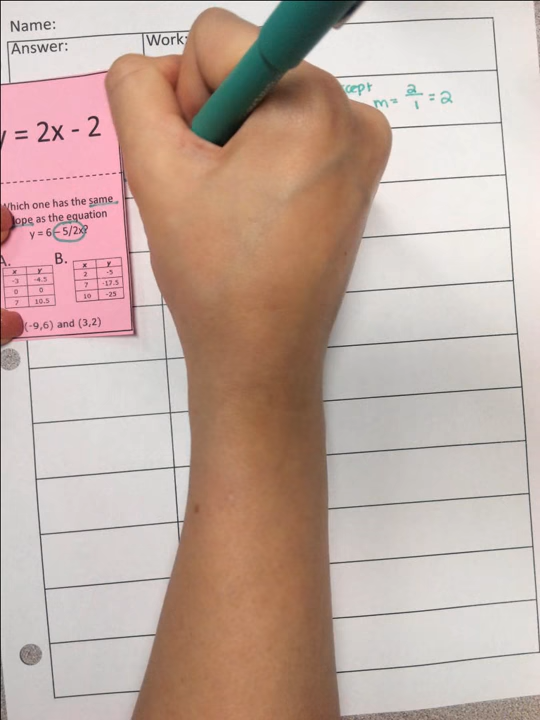 Name:
Answer:
Work:
m= 2/1 = 2
= 2x - 2
Which one has the same
as the equation
y = 6 - 5/2x?
B.
x y
-3 -4.5
0 0
7 10.5
x y
2 -5
7 -17.5
10 -25
(-9,6) and (3,2)